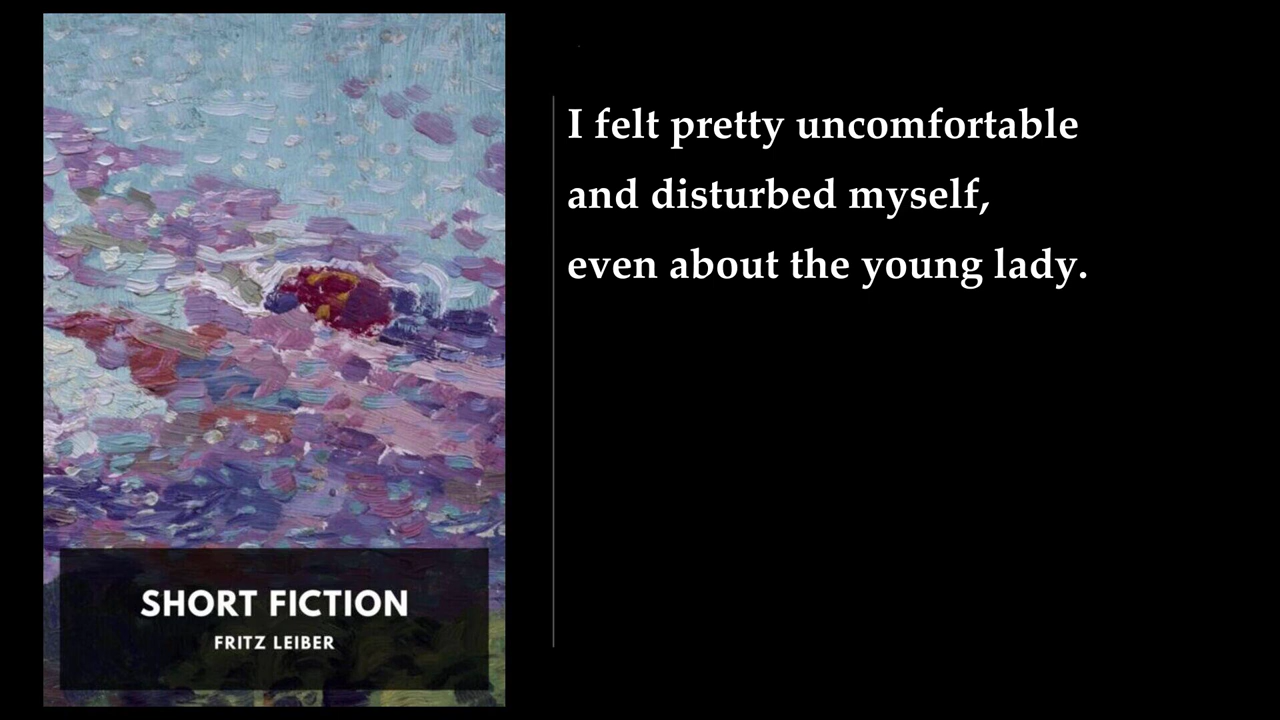 I felt pretty uncomfortable
and disturbed myself,
even about the young lady.
SHORT FICTION
FRITZ LEIBER